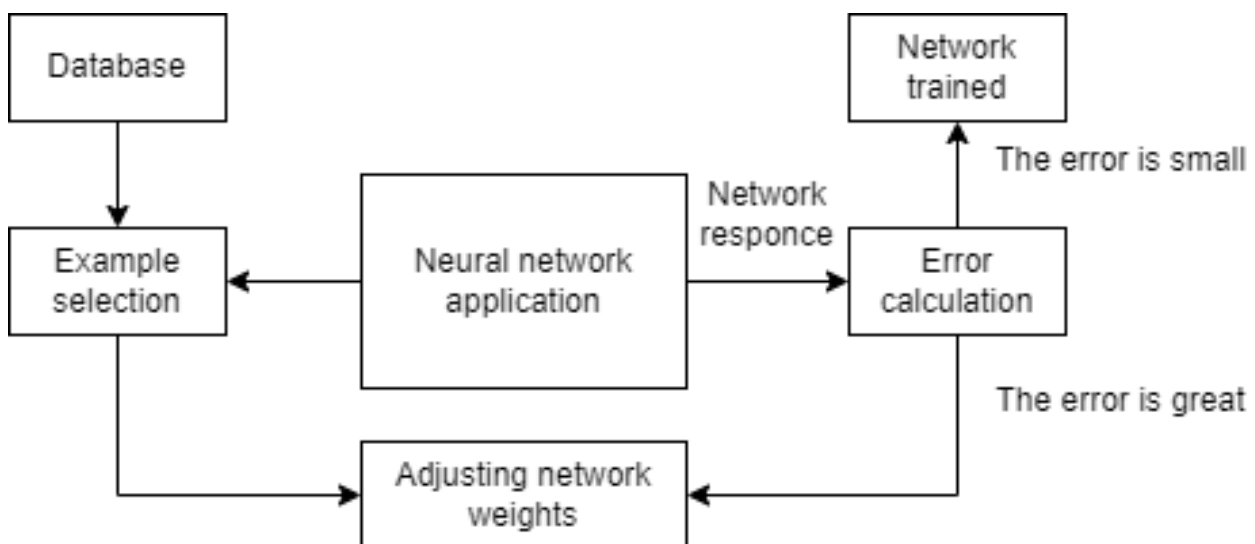 Database
Network
trained
The error is small
Network
responce
Example
selection
Neural network
application
Error
calculation
The error is great
Adjusting network
weights